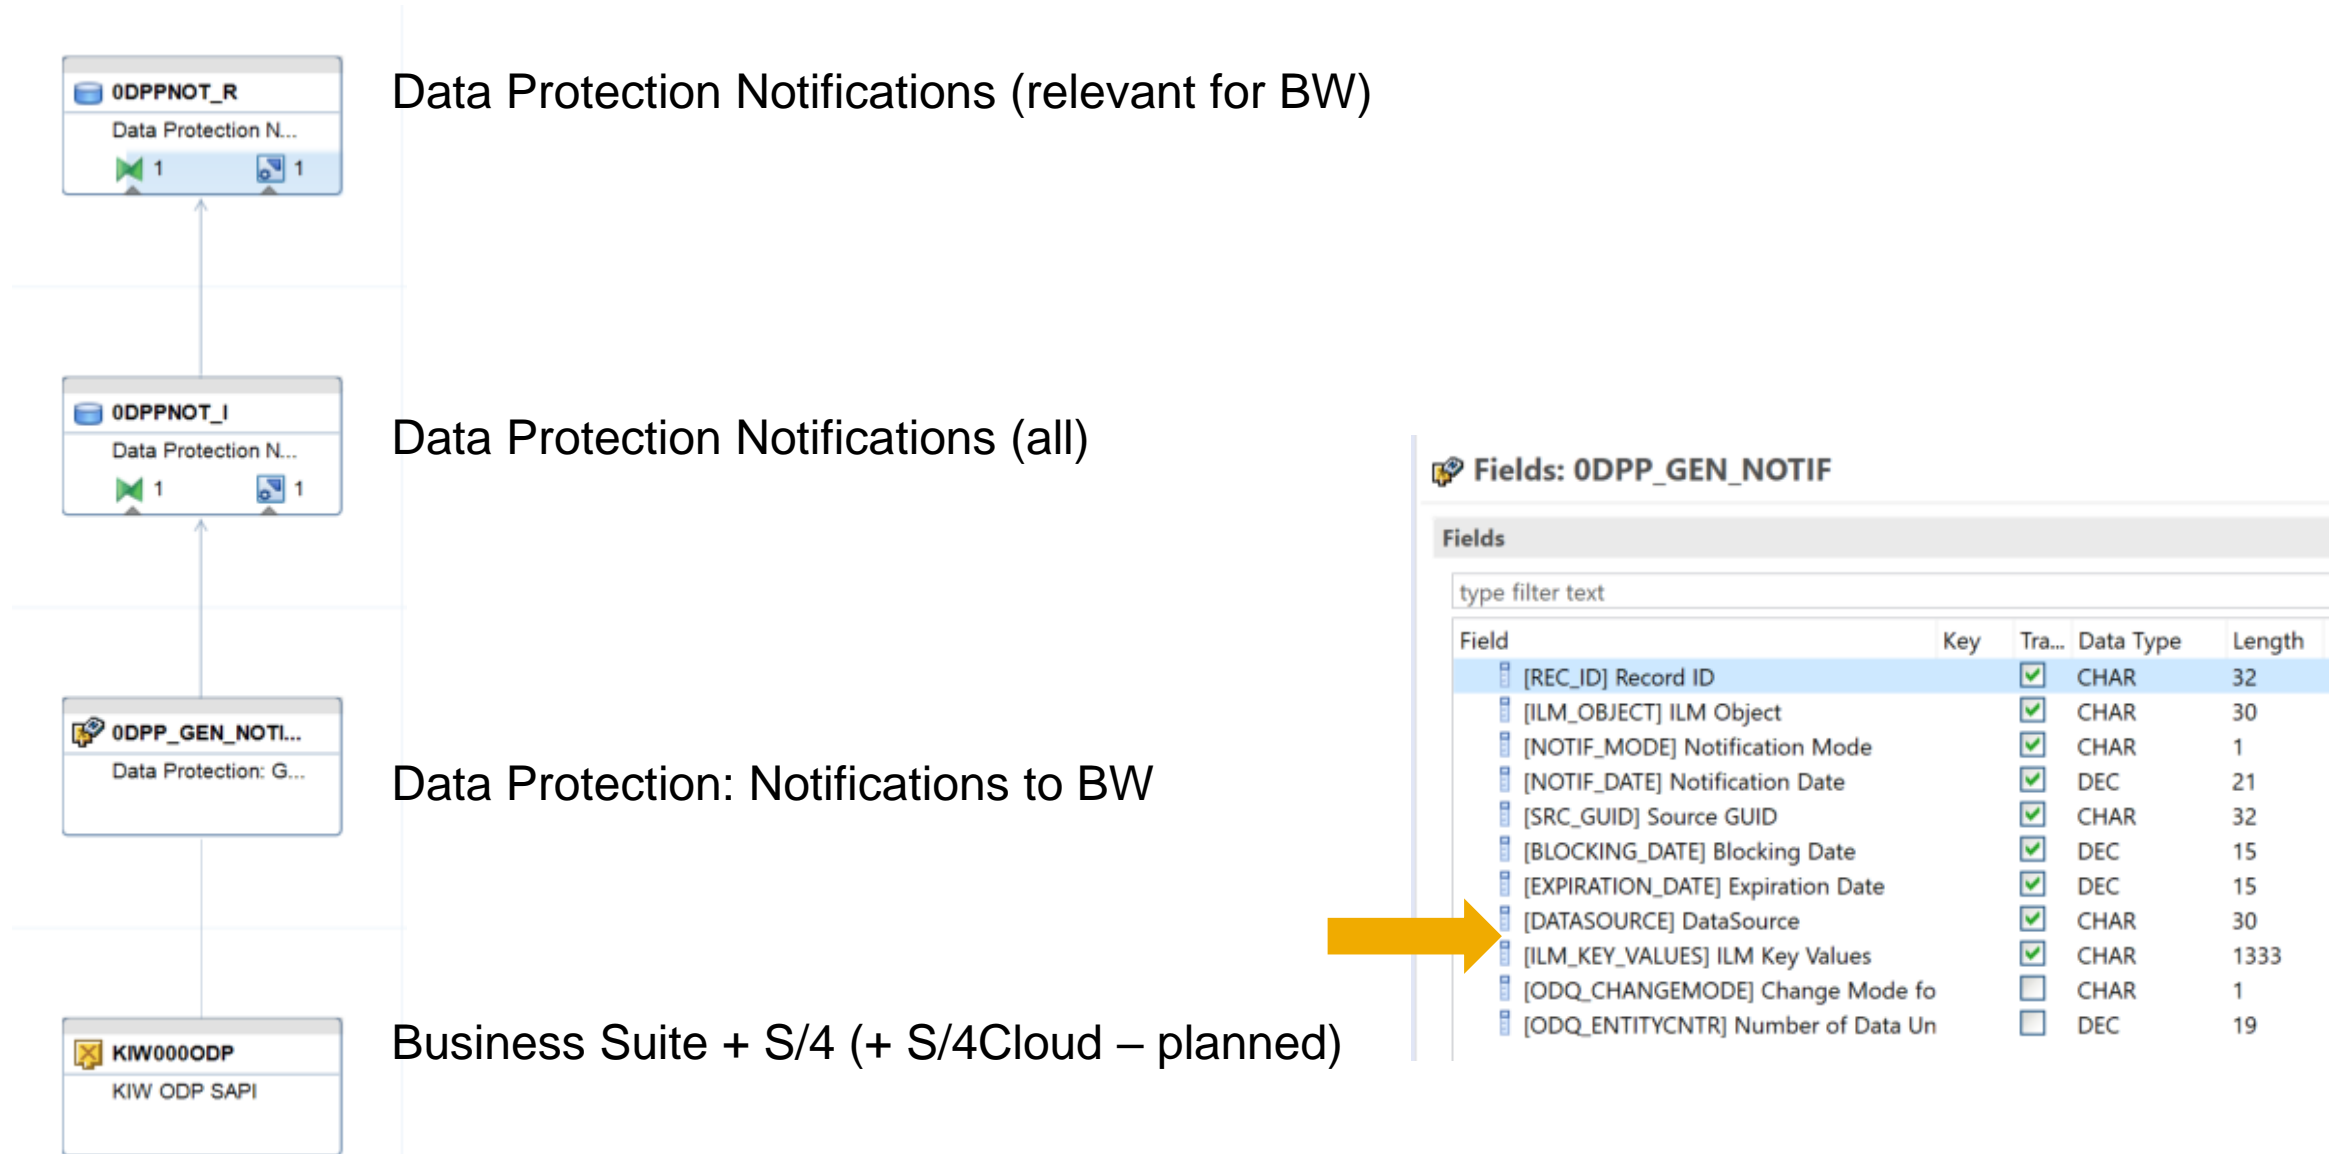 0DPPNOT_R
Data Protection N...
1 1
Data Protection Notifications (relevant for BW)
0DPPNOT_I
Data Protection N...
1 1
Data Protection Notifications (all)
0DPP_GEN_NOTI...
Data Protection: G...
Data Protection: Notifications to BW
KIW000ODP
KIW ODP SAPI
Business Suite + S/4 (+ S/4Cloud – planned)
Fields: 0DPP_GEN_NOTIF
Fields
type filter text
Field Key Tra... Data Type Length
[REC_ID] Record ID CHAR 32
[ILM_OBJECT] ILM Object CHAR 30
[NOTIF_MODE] Notification Mode CHAR 1
[NOTIF_DATE] Notification Date DEC 21
[SRC_GUID] Source GUID CHAR 32
[BLOCKING_DATE] Blocking Date DEC 15
[EXPIRATION_DATE] Expiration Date DEC 15
[DATASOURCE] DataSource CHAR 30
[ILM_KEY_VALUES] ILM Key Values CHAR 1333
[ODQ_CHANGEMODE] Change Mode fo CHAR 1
[ODQ_ENTITYCNTR] Number of Data Un DEC 19